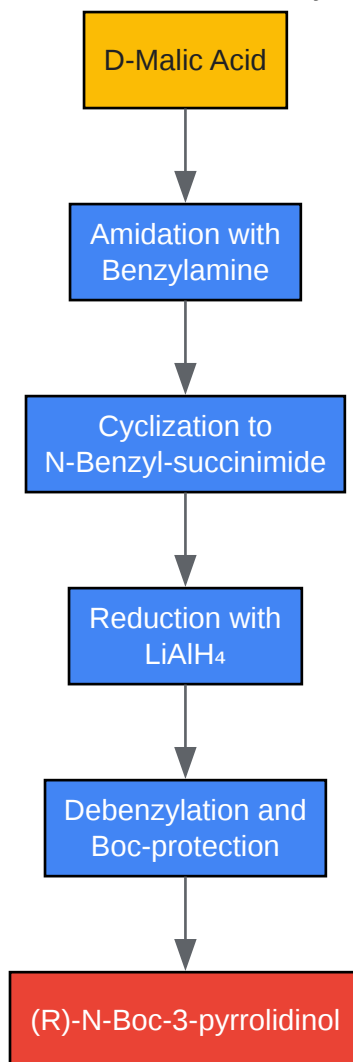 D-Malic Acid
Amidation with
Benzylamine
Cyclization to
N-Benzyl-succinimide
Reduction with
LiAlH₄
Debenzylation and
Boc-protection
(R)-N-Boc-3-pyrrolidinol